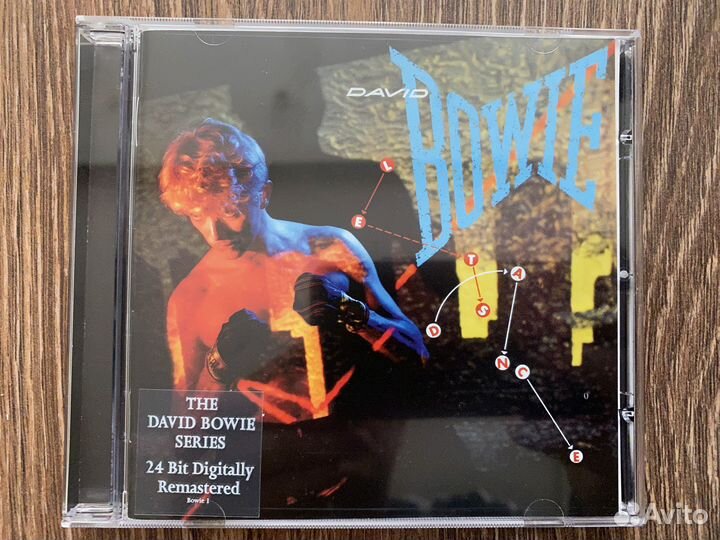 DAVID
BOWIE
LET'S
DANCE
THE
DAVID BOWIE
SERIES
24 Bit Digitally
Remastered
Bowie 1
Avito